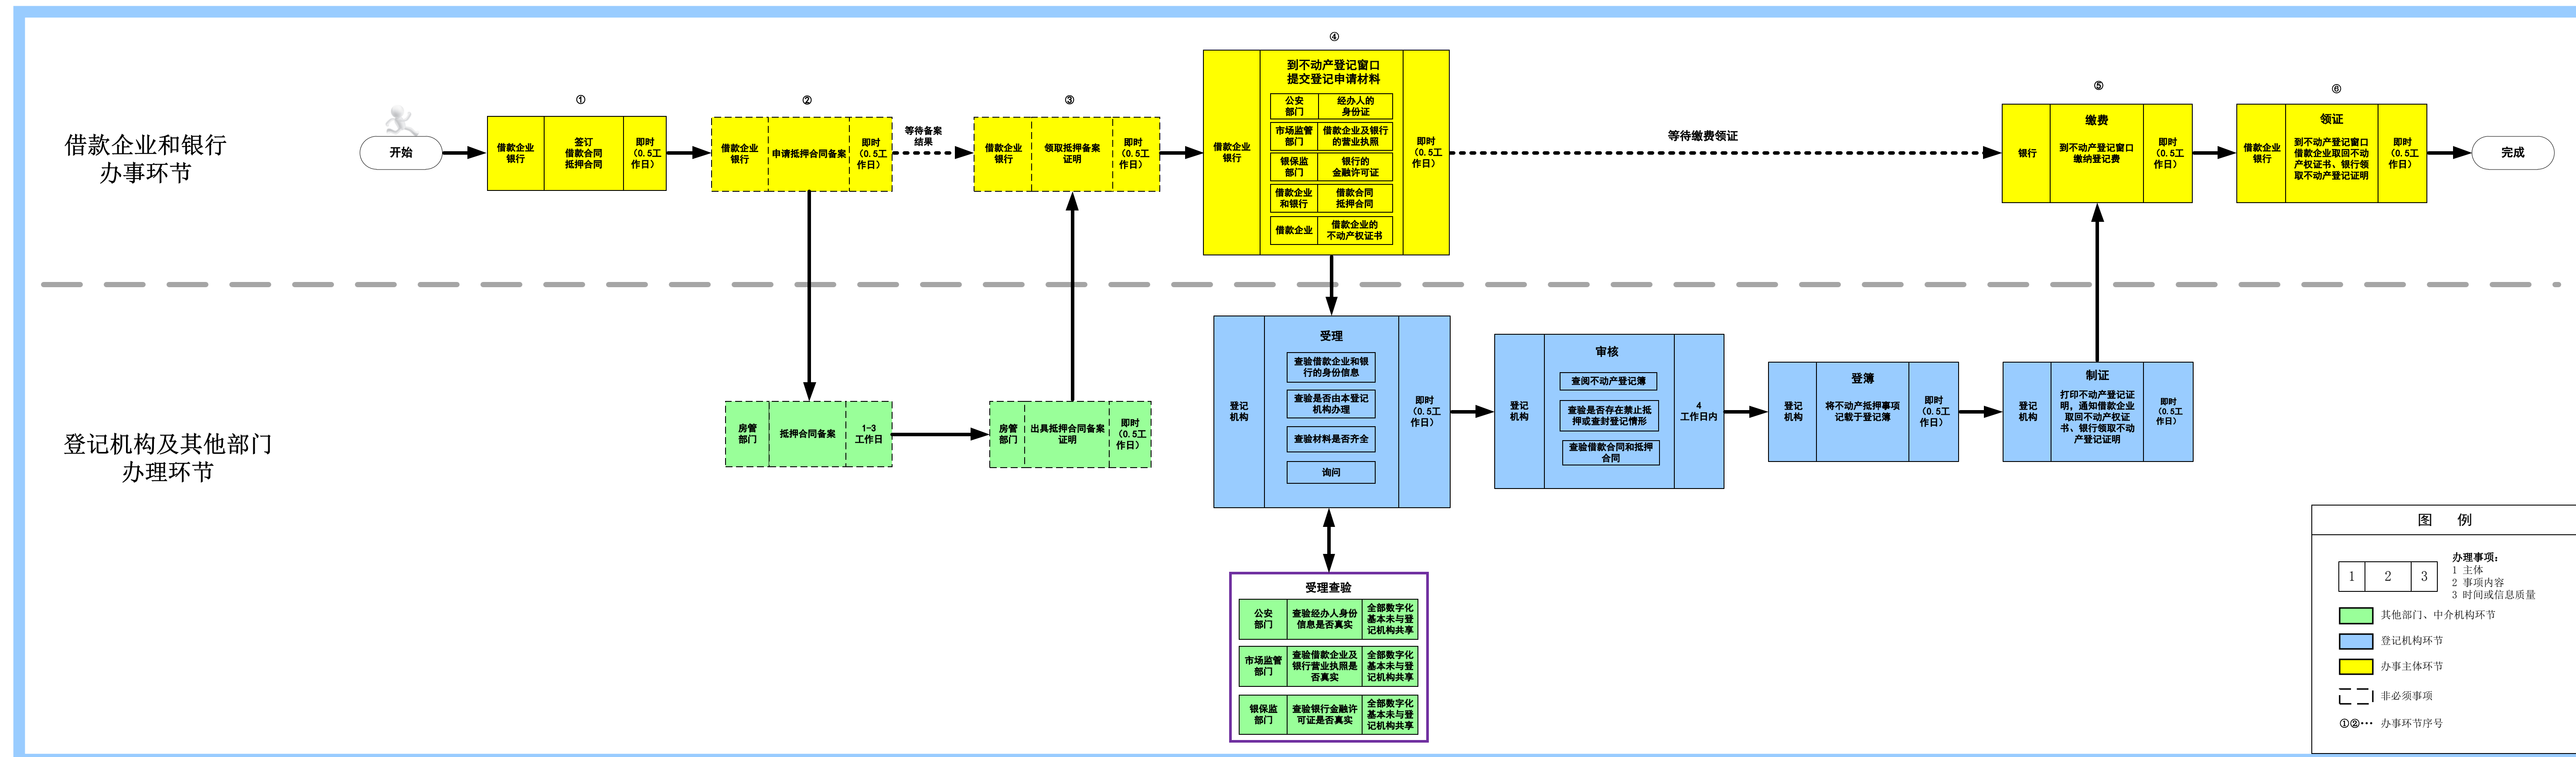 借款企业和银行
办事环节
开始
①
借款企业
银行
签订
借款合同
抵押合同
即时
（0.5工
作日）
②
借款企业
银行
申请抵押合同备案
即时
（0.5工
作日）
等待备案
结果
③
借款企业
银行
领取抵押备案
证明
即时
（0.5工
作日）
④
借款企业
银行
到不动产登记窗口
提交登记申请材料
公安
部门
经办人的
身份证
市场监管
部门
借款企业及银行
的营业执照
银保监
部门
银行的
金融许可证
借款企业
和银行
借款合同
抵押合同
借款企业
借款企业的
不动产权证书
即时
（0.5工
作日）
等待缴费领证
⑤
银行
缴费
到不动产登记窗口
缴纳登记费
即时
（0.5工
作日）
⑥
借款企业
银行
领证
到不动产登记窗口
借款企业取回不动
产权证书、银行领
取不动产登记证明
即时
（0.5工
作日）
完成
登记机构及其他部门
办理环节
房管
部门
抵押合同备案
1-3
工作日
房管
部门
出具抵押合同备案
证明
即时
（0.5工
作日）
登记
机构
受理
查验借款企业和银
行的身份信息
查验是否由本登记
机构办理
查验材料是否齐全
询问
即时
（0.5工
作日）
登记
机构
审核
查阅不动产登记簿
查验是否存在禁止抵
押或查封登记情形
查验借款合同和抵押
合同
4
工作日内
登记
机构
登簿
将不动产抵押事项
记载于登记簿
即时
（0.5工
作日）
登记
机构
制证
打印不动产登记证
明，通知借款企业
取回不动产权证
书、银行领取不动
产登记证明
即时
（0.5工
作日）
受理查验
公安
部门
查验经办人身份
信息是否真实
全部数字化
基本未与登
记机构共享
市场监管
部门
查验借款企业及
银行营业执照是
否真实
全部数字化
基本未与登
记机构共享
银保监
部门
查验银行金融许
可证是否真实
全部数字化
基本未与登
记机构共享
图 例
1 2 3
办理事项：
1 主体
2 事项内容
3 时间或信息质量
其他部门、中介机构环节
登记机构环节
办事主体环节
非必须事项
①②… 办事环节序号